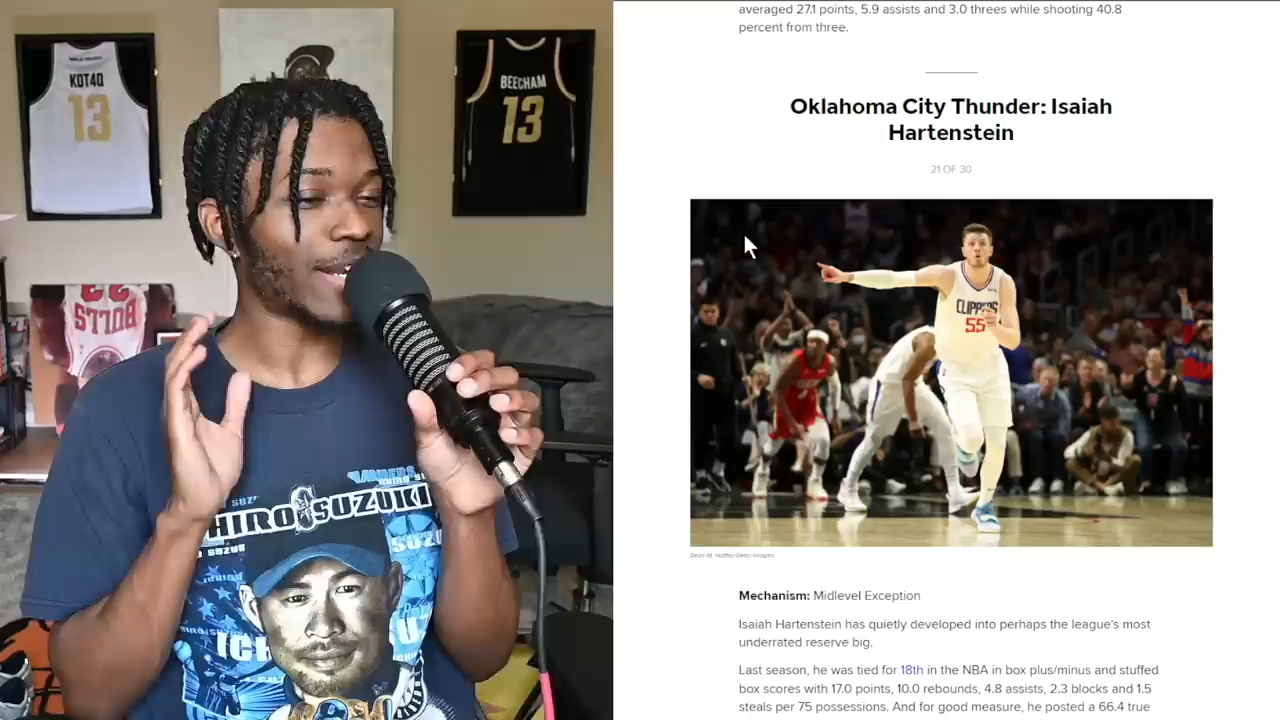 averaged 27.1 points, 5.9 assists and 3.0 threes while shooting 40.8
percent from three.
Oklahoma City Thunder: Isaiah
Hartenstein
21 OF 30
CLIPPERS
55
Mechanism: Midlevel Exception
Isaiah Hartenstein has quietly developed into perhaps the league's most
underrated reserve big.
Last season, he was tied for 18th in the NBA in box plus/minus and stuffed
box scores with 17.0 points, 10.0 rebounds, 4.8 assists, 2.3 blocks and 1.5
steals per 75 possessions. And for good measure, he posted a 66.4 true
KOT4Q
13
BEECHAM
13
BULLS
23
HIRO SUZUKI